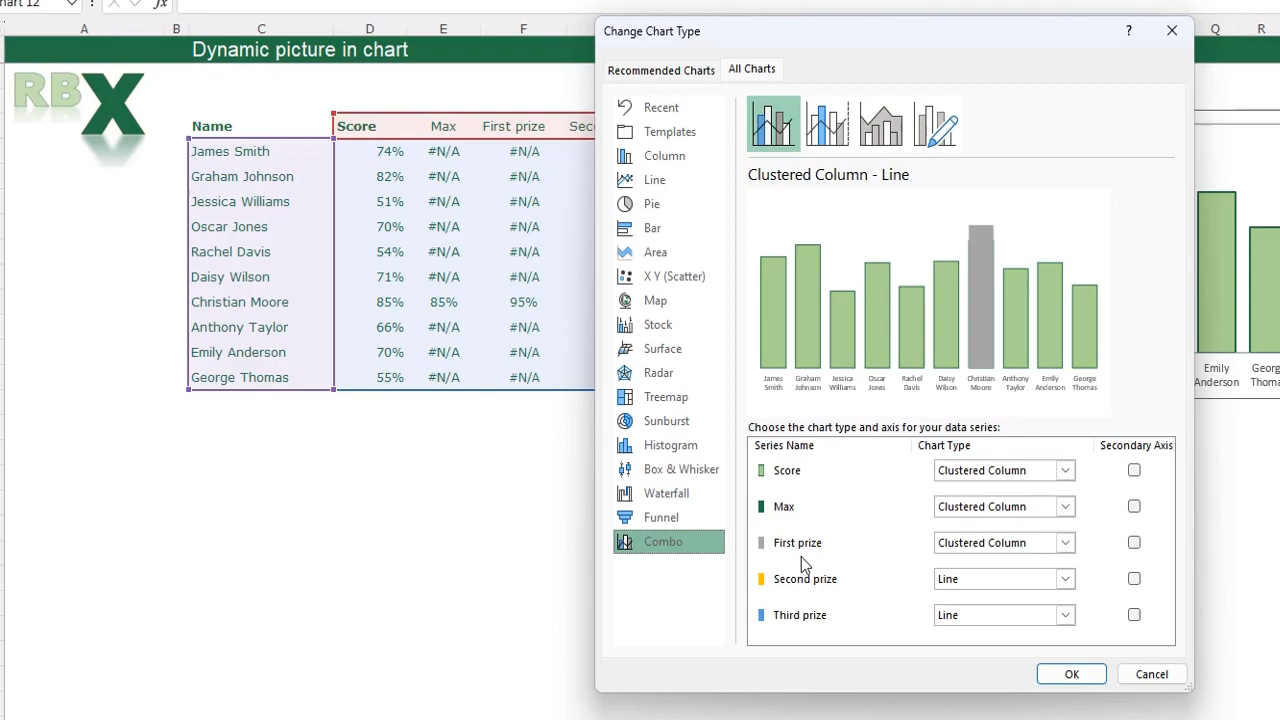 hart 12
fx
A B C D E F Q R
Dynamic picture in chart
RBX
Name Score Max First prize Sec
James Smith 74% #N/A #N/A
Graham Johnson 82% #N/A #N/A
Jessica Williams 51% #N/A #N/A
Oscar Jones 70% #N/A #N/A
Rachel Davis 54% #N/A #N/A
Daisy Wilson 71% #N/A #N/A
Christian Moore 85% 85% 95%
Anthony Taylor 66% #N/A #N/A
Emily Anderson 70% #N/A #N/A
George Thomas 55% #N/A #N/A
Change Chart Type
?
Recommended Charts All Charts
Recent
Templates
Column
Line
Pie
Bar
Area
X Y (Scatter)
Map
Stock
Surface
Radar
Treemap
Sunburst
Histogram
Box & Whisker
Waterfall
Funnel
Combo
Clustered Column - Line
James Graham Jessica Oscar Rachel Daisy Christian Anthony Emily George
Smith Johnson Williams Jones Davis Wilson Moore Taylor Anderson Thomas
Choose the chart type and axis for your data series:
Series Name Chart Type Secondary Axis
Score Clustered Column
Max Clustered Column
First prize Clustered Column
Second prize Line
Third prize Line
OK Cancel
Emily Georg
Anderson Thoma